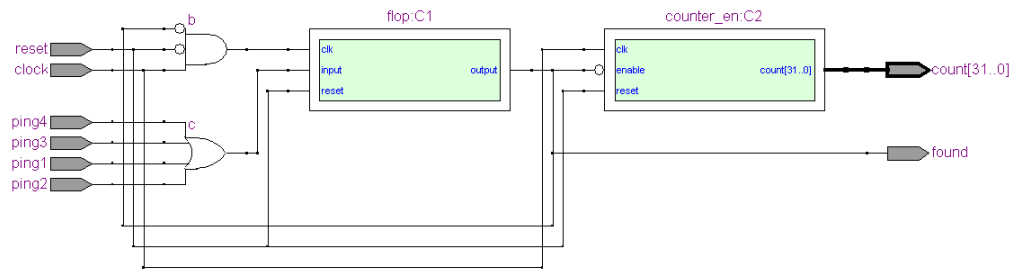 flop:C1
counter_en:C2
b
reset
clock
clk
input
output
reset
clk
enable
count[31..0]
reset
count[31..0]
ping4
c
ping3
ping1
ping2
found